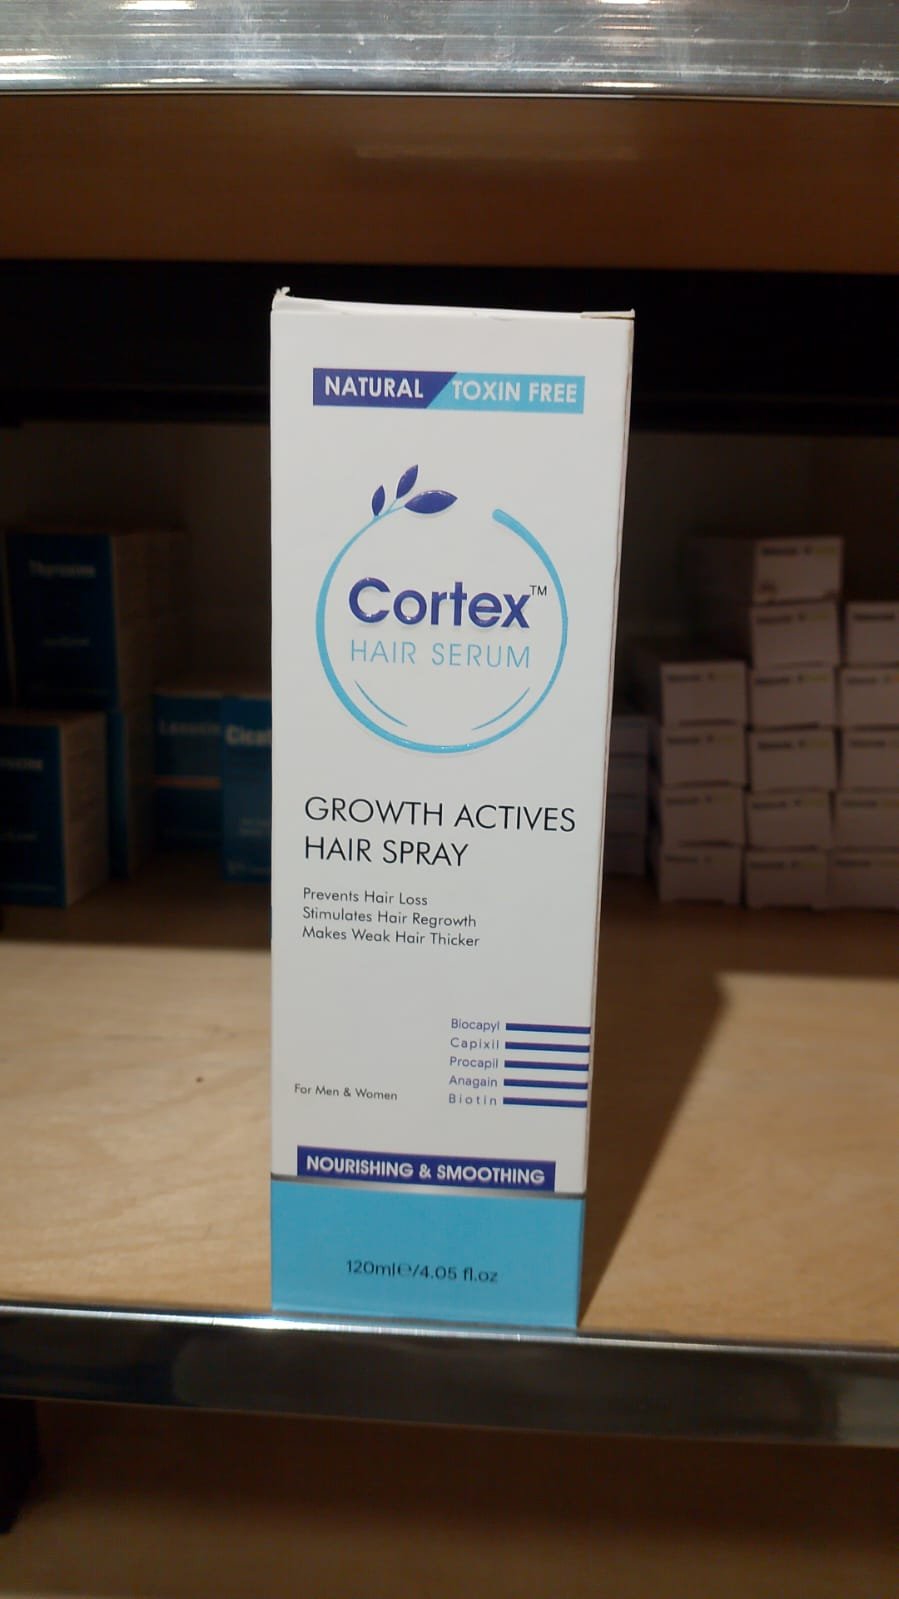 NATURAL TOXIN FREE
Cortex™
HAIR SERUM
GROWTH ACTIVES
HAIR SPRAY
Prevents Hair Loss
Stimulates Hair Regrowth
Makes Weak Hair Thicker
Biocapyl
Capixil
Procapil
Anagain
Biotin
For Men & Women
NOURISHING & SMOOTHING
120ml℮/4.05 fl.oz